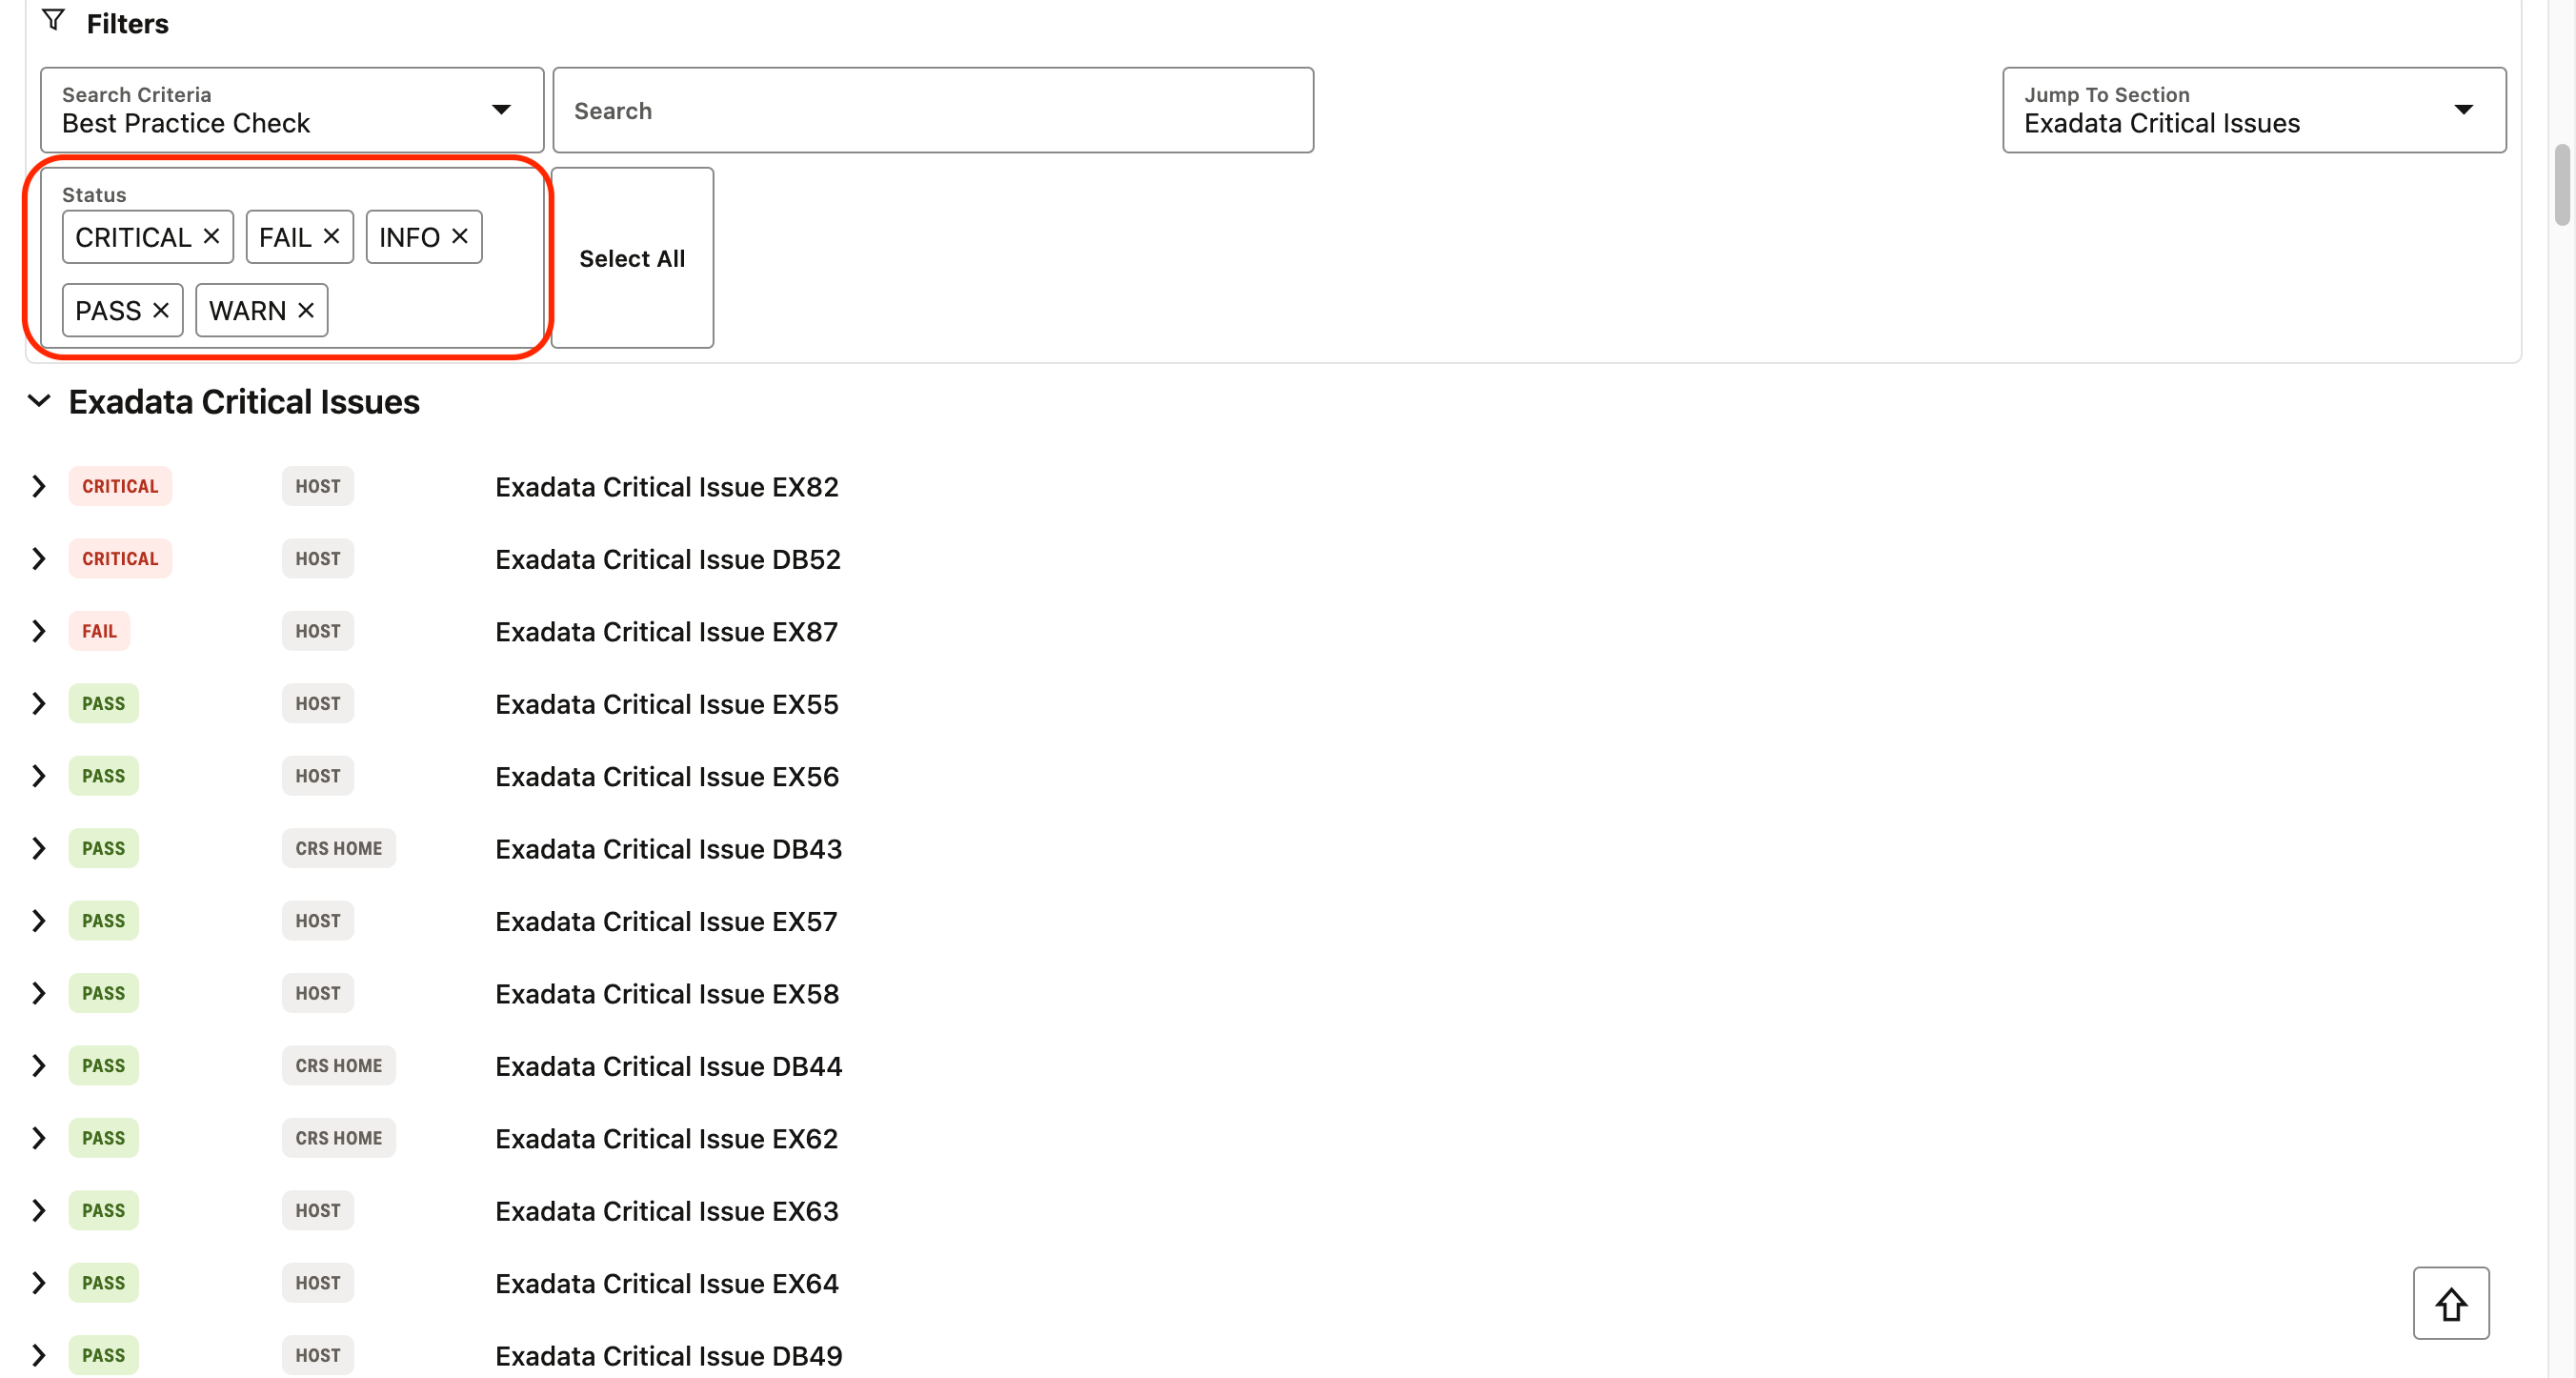 Filters
Search Criteria
Best Practice Check
Search
Jump To Section
Exadata Critical Issues
Status
CRITICAL × FAIL × INFO ×
PASS × WARN ×
Select All
Exadata Critical Issues
CRITICAL HOST Exadata Critical Issue EX82
CRITICAL HOST Exadata Critical Issue DB52
FAIL HOST Exadata Critical Issue EX87
PASS HOST Exadata Critical Issue EX55
PASS HOST Exadata Critical Issue EX56
PASS CRS HOME Exadata Critical Issue DB43
PASS HOST Exadata Critical Issue EX57
PASS HOST Exadata Critical Issue EX58
PASS CRS HOME Exadata Critical Issue DB44
PASS CRS HOME Exadata Critical Issue EX62
PASS HOST Exadata Critical Issue EX63
PASS HOST Exadata Critical Issue EX64
PASS HOST Exadata Critical Issue DB49